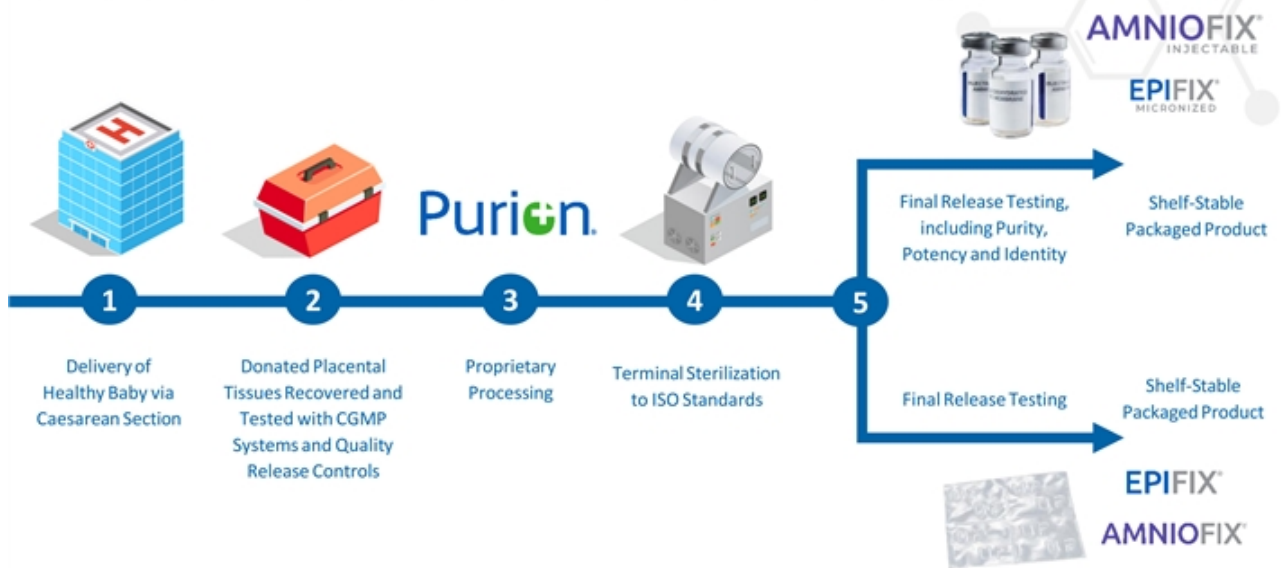 AMNIOFIX®
INJECTABLE
EPIFIX®
MICRONIZED
H
Purion®
1
2
3
4
5
Delivery of
Healthy Baby via
Caesarean Section
Donated Placental
Tissues Recovered and
Tested with CGMP
Systems and Quality
Release Controls
Proprietary
Processing
Terminal Sterilization
to ISO Standards
Final Release Testing,
including Purity,
Potency and Identity
Shelf-Stable
Packaged Product
Final Release Testing
Shelf-Stable
Packaged Product
EPIFIX®
AMNIOFIX®